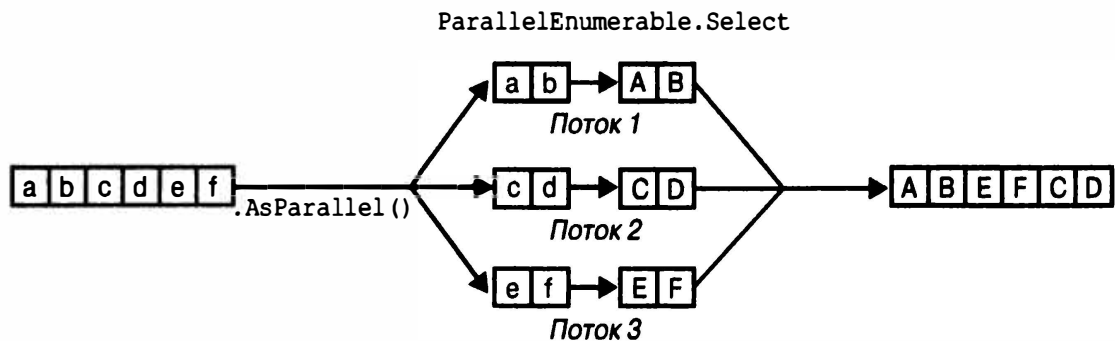 ParallelEnumerable.Select
a b A B
Поток 1
a b c d e f
.AsParallel()
c d C D
Поток 2
A B E F C D
e f E F
Поток 3